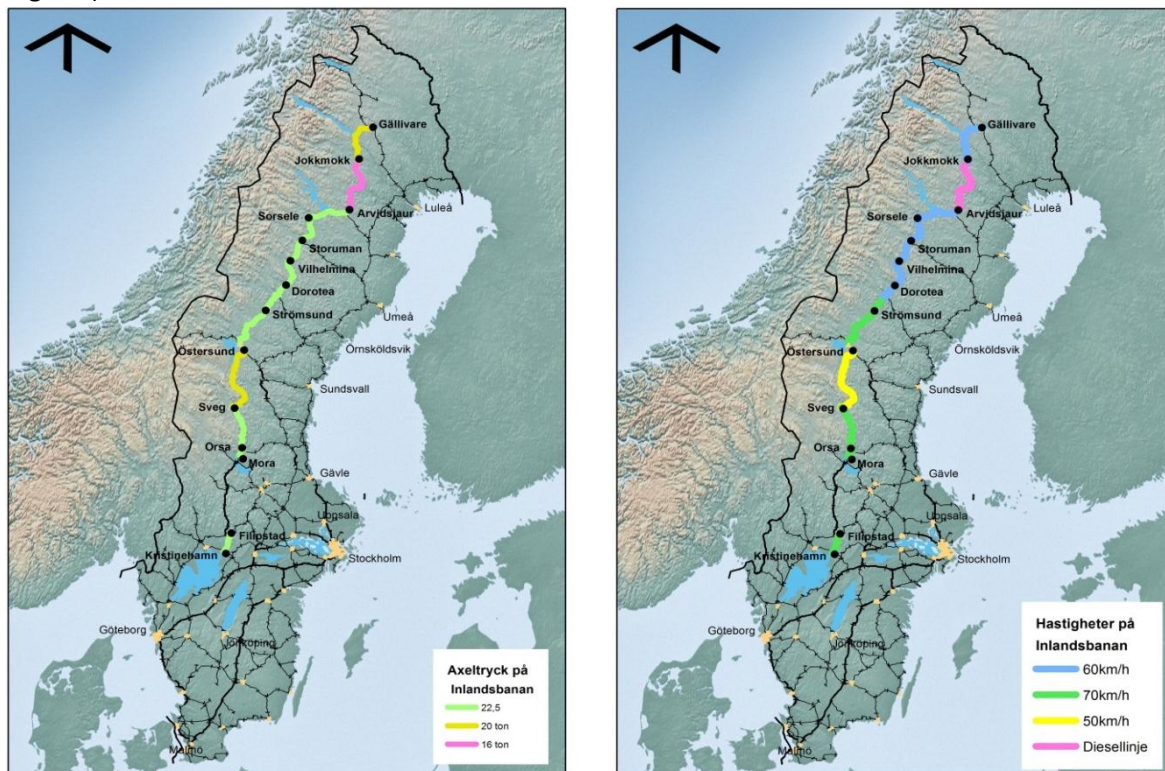 Gällivare
Jokkmokk
Arvidsjaur
Luleå
Sorsele
Storuman
Vilhelmina
Dorotea
Strömsund
Umeå
Östersund
Örnsköldsvik
Sundsvall
Sveg
Orsa
Mora
Gävle
Uppsala
Filipstad
Kristinehamn
Stockholm
Göteborg
Jönköping
Malmö
Axeltryck på
Inlandsbanan
22,5
20 ton
16 ton
Gällivare
Jokkmokk
Arvidsjaur
Luleå
Sorsele
Storuman
Vilhelmina
Dorotea
Strömsund
Umeå
Östersund
Örnsköldsvik
Sundsvall
Sveg
Orsa
Mora
Gävle
Uppsala
Filipstad
Kristinehamn
Stockholm
Göteborg
Jönköping
Malmö
Hastigheter på
Inlandsbanan
60km/h
70km/h
50km/h
Diesellinje